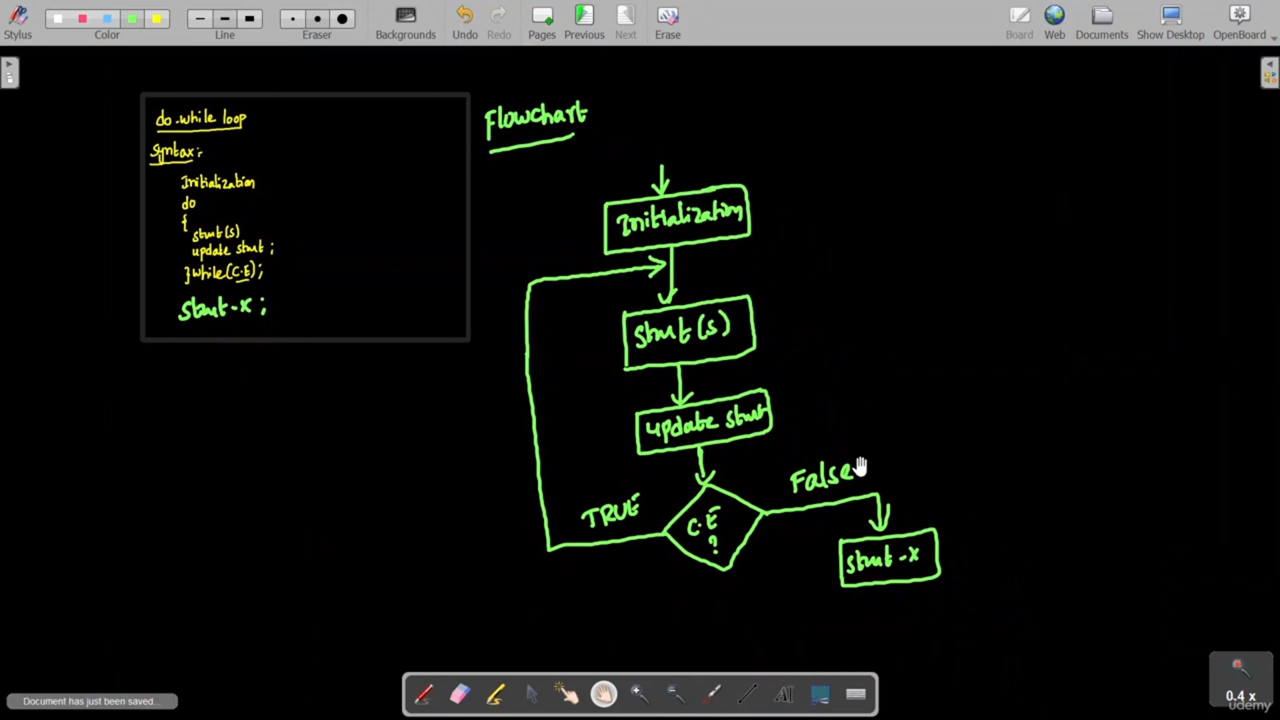 Stylus
Color
Line
Eraser
Backgrounds
Undo
Redo
Pages
Previous
Next
Erase
Board
Web
Documents
Show Desktop
OpenBoard
do-while loop
Syntax:
Initialization
do
{
stmt(s)
update stmt;
}while(C.E);
stmt-x;
Flowchart
Initialization
stmt(s)
update stmt
C.E
?
TRUE
False
stmt-x
Document has just been saved...
0.4 x
udemy